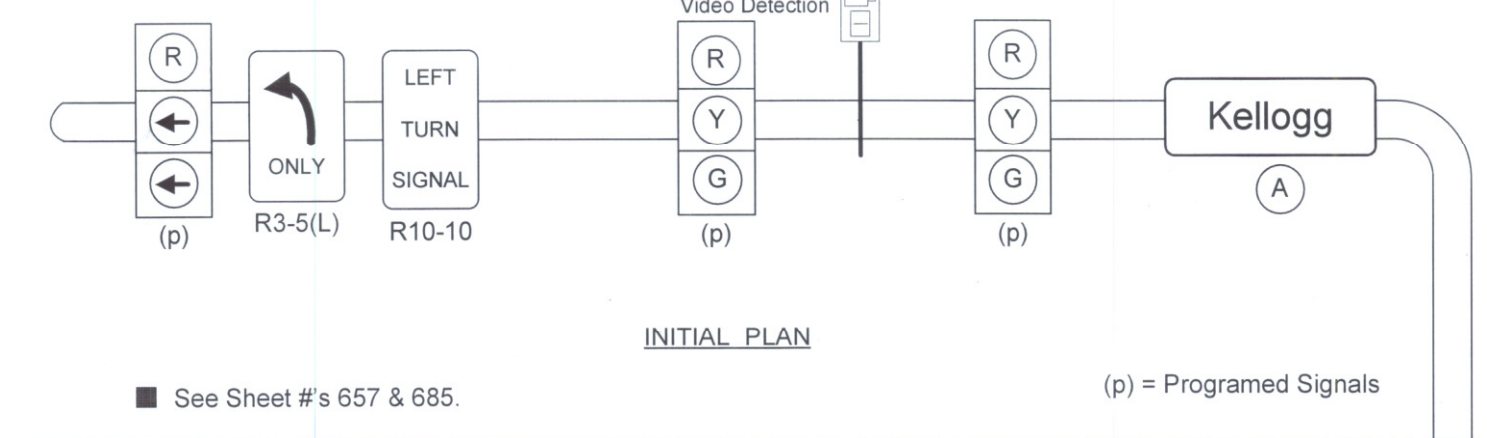 Video Detection
R
R
R
LEFT
TURN
SIGNAL
ONLY
Y
G
Y
G
Kellogg
A
R3-5(L)
R10-10
(p)
(p)
(p)
INITIAL PLAN
See Sheet #'s 657 & 685.
(p) = Programed Signals